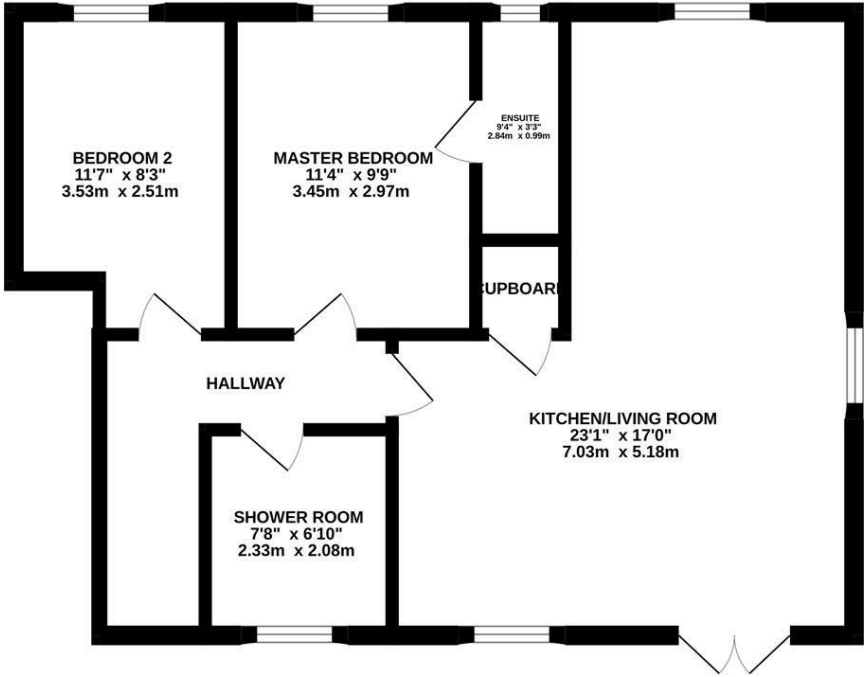 BEDROOM 2
11'7" x 8'3"
3.53m x 2.51m
MASTER BEDROOM
11'4" x 9'9"
3.45m x 2.97m
ENSUITE
9'4" x 3'3"
2.84m x 0.99m
CUPBOARD
HALLWAY
KITCHEN/LIVING ROOM
23'1" x 17'0"
7.03m x 5.18m
SHOWER ROOM
7'8" x 6'10"
2.33m x 2.08m